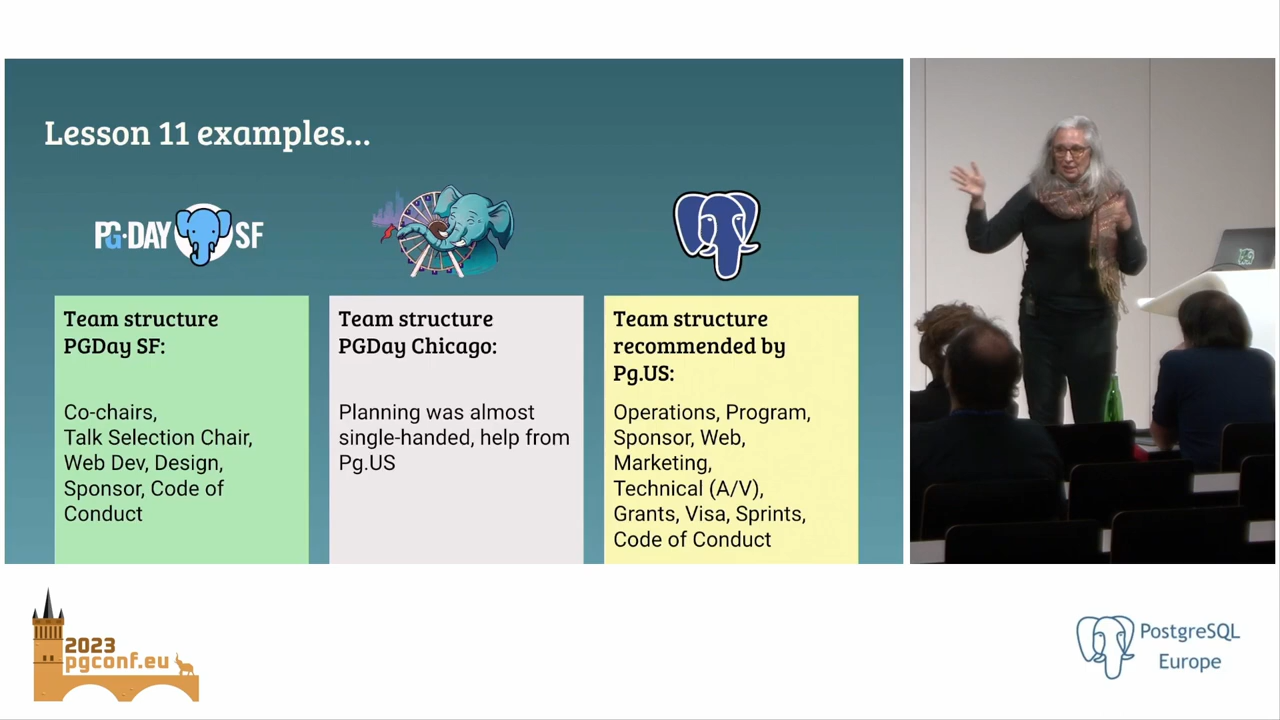 Lesson 11 examples...
PG·DAY SF
Team structure
PGDay SF:
Co-chairs,
Talk Selection Chair,
Web Dev, Design,
Sponsor, Code of
Conduct
Team structure
PGDay Chicago:
Planning was almost
single-handed, help from
Pg.US
Team structure
recommended by
Pg.US:
Operations, Program,
Sponsor, Web,
Marketing,
Technical (A/V),
Grants, Visa, Sprints,
Code of Conduct
2023
pgconf.eu
PostgreSQL
Europe